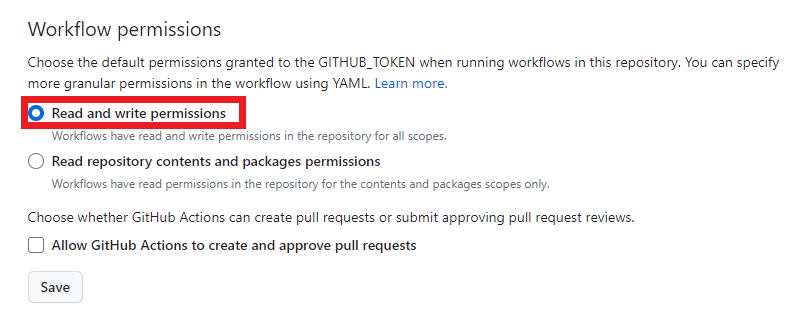 Workflow permissions
Choose the default permissions granted to the GITHUB_TOKEN when running workflows in this repository. You can specify
more granular permissions in the workflow using YAML. Learn more.
Read and write permissions
Workflows have read and write permissions in the repository for all scopes.
Read repository contents and packages permissions
Workflows have read permissions in the repository for the contents and packages scopes only.
Choose whether GitHub Actions can create pull requests or submit approving pull request reviews.
Allow GitHub Actions to create and approve pull requests
Save